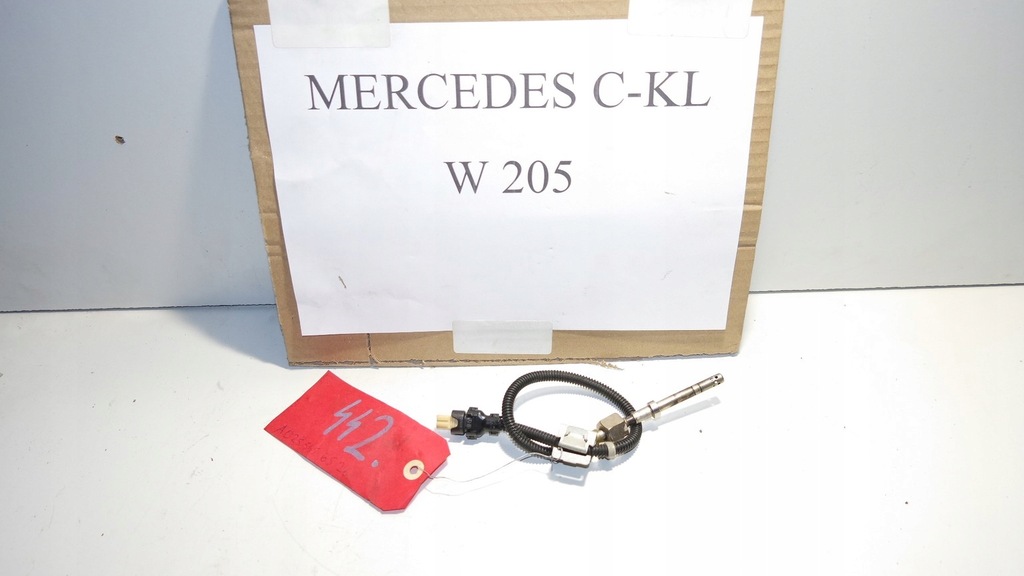 MERCEDES C-KL
W 205
442.